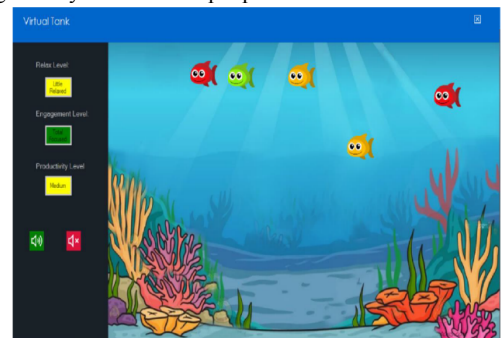 Virtual Tank
Relax Level
Little
Relaxed
Engagement Level
Productivity Level
Medium